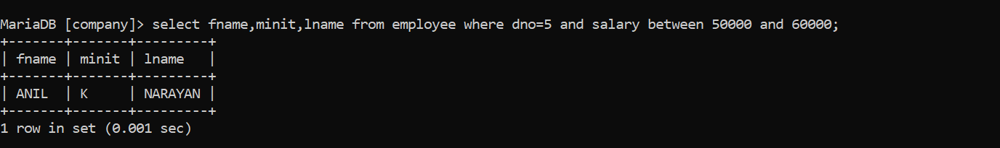 MariaDB [company]> select fname,minit,lname from employee where dno=5 and salary between 50000 and 60000;
+-------+-------+---------+
| fname | minit | lname   |
+-------+-------+---------+
| ANIL  | K     | NARAYAN |
+-------+-------+---------+
1 row in set (0.001 sec)